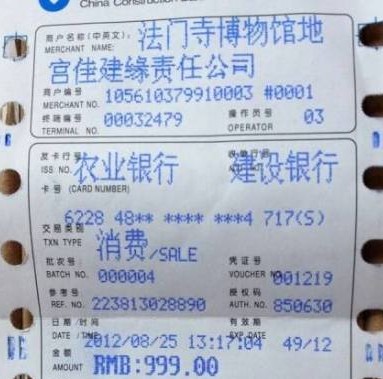 China Construction
商户名称(中英文): 法门寺博物馆地
MERCHANT NAME:
宫佳建缘责任公司
商户编号
MERCHANT NO. 105610379910003 #0001
终端编号 操作员号
TERMINAL NO. 00032479 OPERATOR 03
发卡行号 农业银行 收单行号 建设银行
ISS NO.
卡号 (CARD NUMBER)
6228 48** **** ***4 717(S)
交易类别
TXN TYPE 消费/SALE
批次号 凭证号
BATCH NO. 000004 VOUCHER NO 001219
参考号 授权码
REF. NO. 223813028890 AUTH. NO. 850630
日期/时间 有效期
DATE/TIME 2012/08/25 13:17:04 EXP DATE 49/12
金额
AMOUNT RMB:999.00